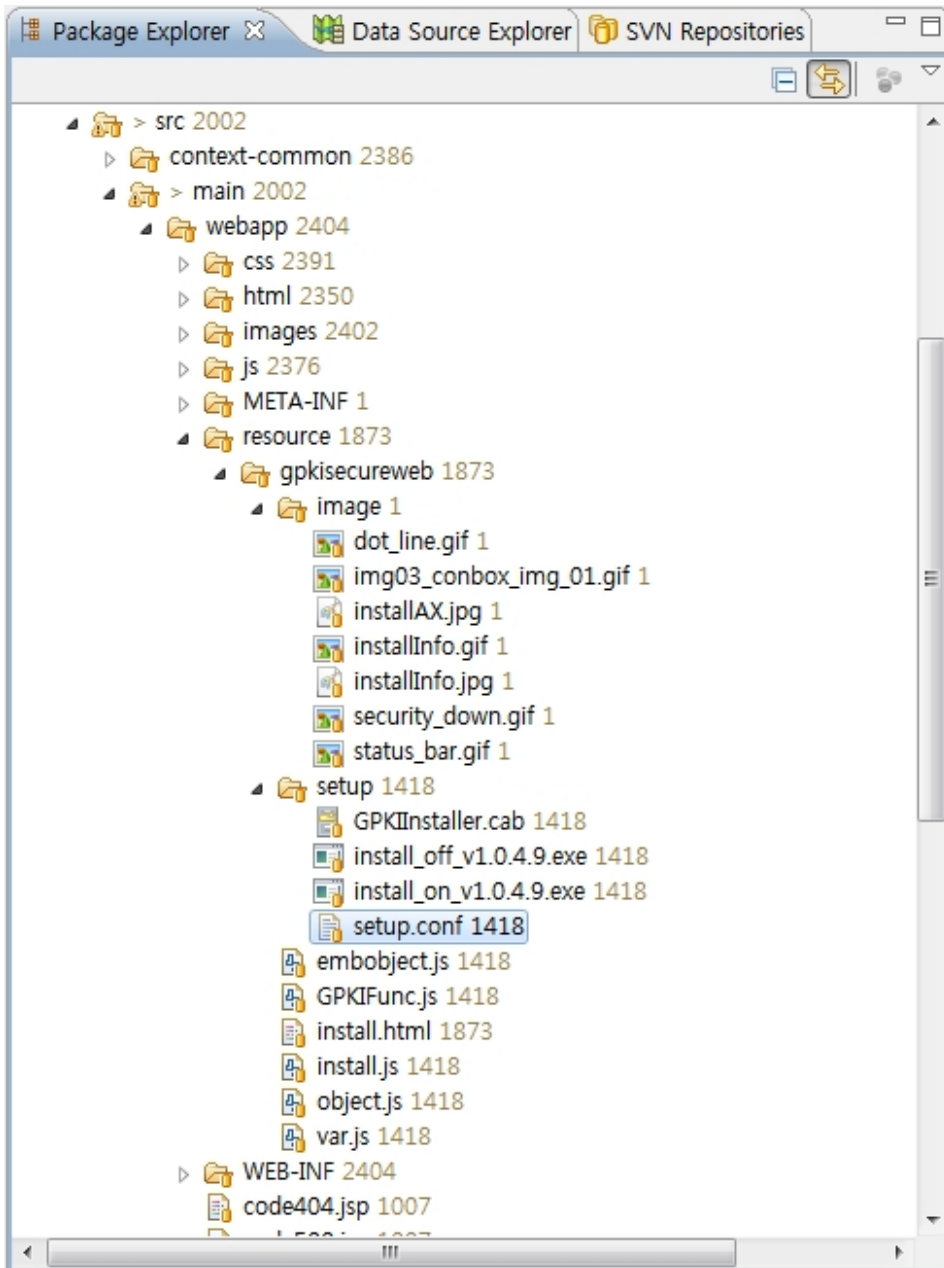 Package Explorer Data Source Explorer SVN Repositories
> src 2002
context-common 2386
> main 2002
webapp 2404
css 2391
html 2350
images 2402
js 2376
META-INF 1
resource 1873
gpkisecureweb 1873
image 1
dot_line.gif 1
img03_conbox_img_01.gif 1
installAX.jpg 1
installInfo.gif 1
installInfo.jpg 1
security_down.gif 1
status_bar.gif 1
setup 1418
GPKIInstaller.cab 1418
install_off_v1.0.4.9.exe 1418
install_on_v1.0.4.9.exe 1418
setup.conf 1418
embobject.js 1418
GPKIFunc.js 1418
install.html 1873
install.js 1418
object.js 1418
var.js 1418
WEB-INF 2404
code404.jsp 1007